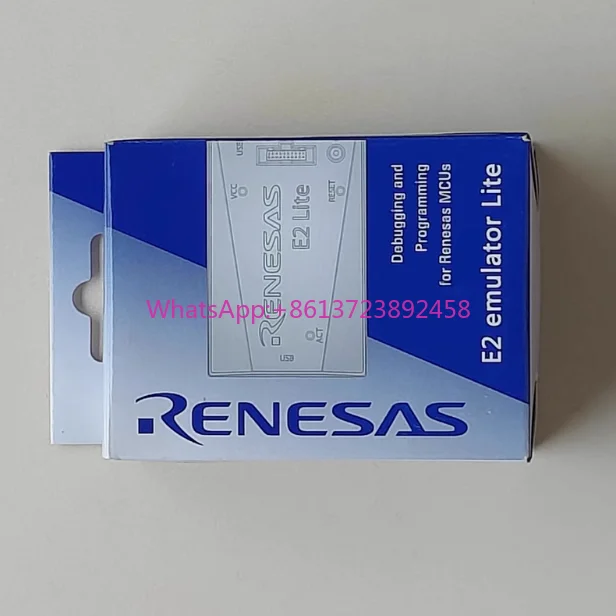 USB
VCC
RESET
RENESAS
E2 Lite
ACT
USB
Debugging and
Programming
for Renesas MCUs
E2 emulator Lite
WhatsApp:+8613723892458
RENESAS